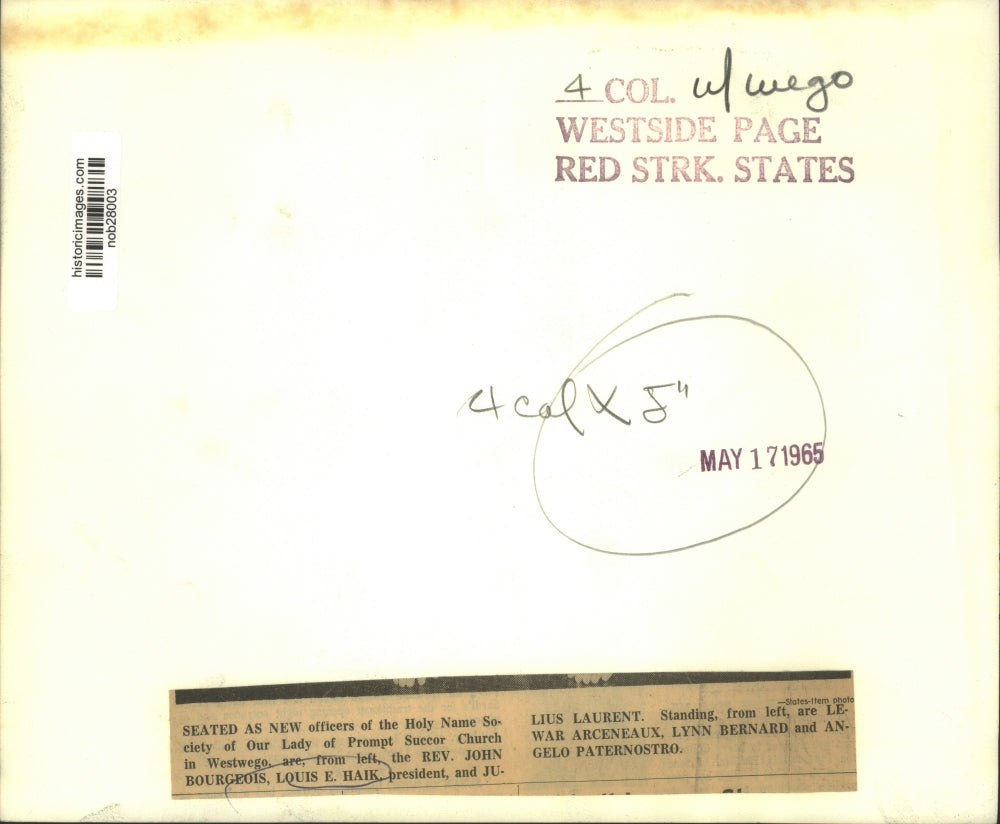 4 COL. w/ wego
WESTSIDE PAGE
RED STRK. STATES
historicimages.com
nob28003
4 col X 5"
MAY 17 1965
—States-Item photo
SEATED AS NEW officers of the Holy Name So-
ciety of Our Lady of Prompt Succor Church
in Westwego, are, from left, the REV. JOHN
BOURGEOIS, LOUIS E. HAIK, president, and JU-
LIUS LAURENT. Standing, from left, are LE-
WAR ARCENEAUX, LYNN BERNARD and AN-
GELO PATERNOSTRO.